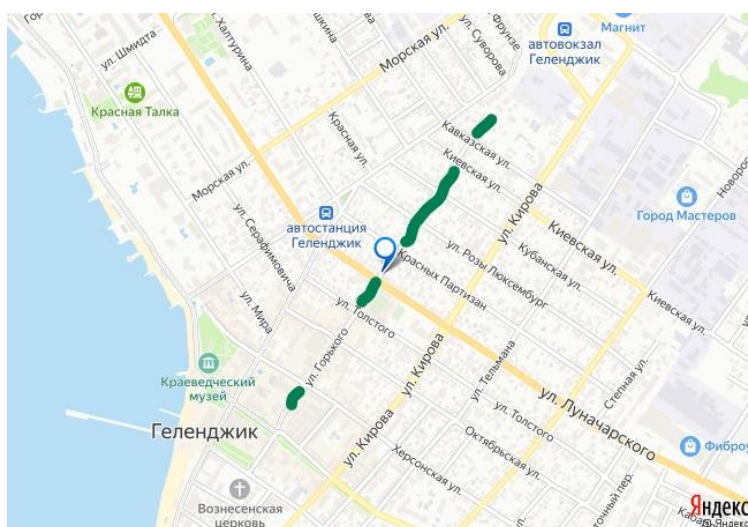 ул. Шмидта
ул. Халтурина
ул. Суворова
Фрунзе
автовокзал
Геленджик
Магнит
Морская ул.
Красная Талка
Красная ул.
Кавказская ул.
Киевская ул.
Морская ул.
ул. Кирова
Город Мастеров
автостанция
Геленджик
ул. Серафимовича
Красных Партизан
ул. Розы Люксембург
Кубанская ул.
Киевская ул.
Киевская ул.
ул. Мира
ул. Толстого
ул. Горького
ул. Кирова
ул. Тельмана
Степная ул.
Краеведческий
музей
ул. Луначарского
ул. Толстого
Геленджик
ул. Кирова
Октябрьская ул.
Херсонская ул.
Вознесенская
церковь
Яндекс